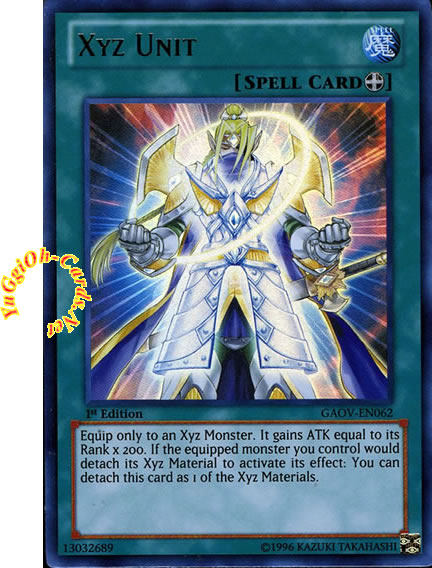 Xyz Unit
魔
[Spell Card]
YuGgiOh-Cards.Net
1st Edition
GAOV-EN062
Equip only to an Xyz Monster. It gains ATK equal to its
Rank x 200. If the equipped monster you control would
detach its Xyz Material to activate its effect: You can
detach this card as 1 of the Xyz Materials.
13032689
©1996 KAZUKI TAKAHASHI